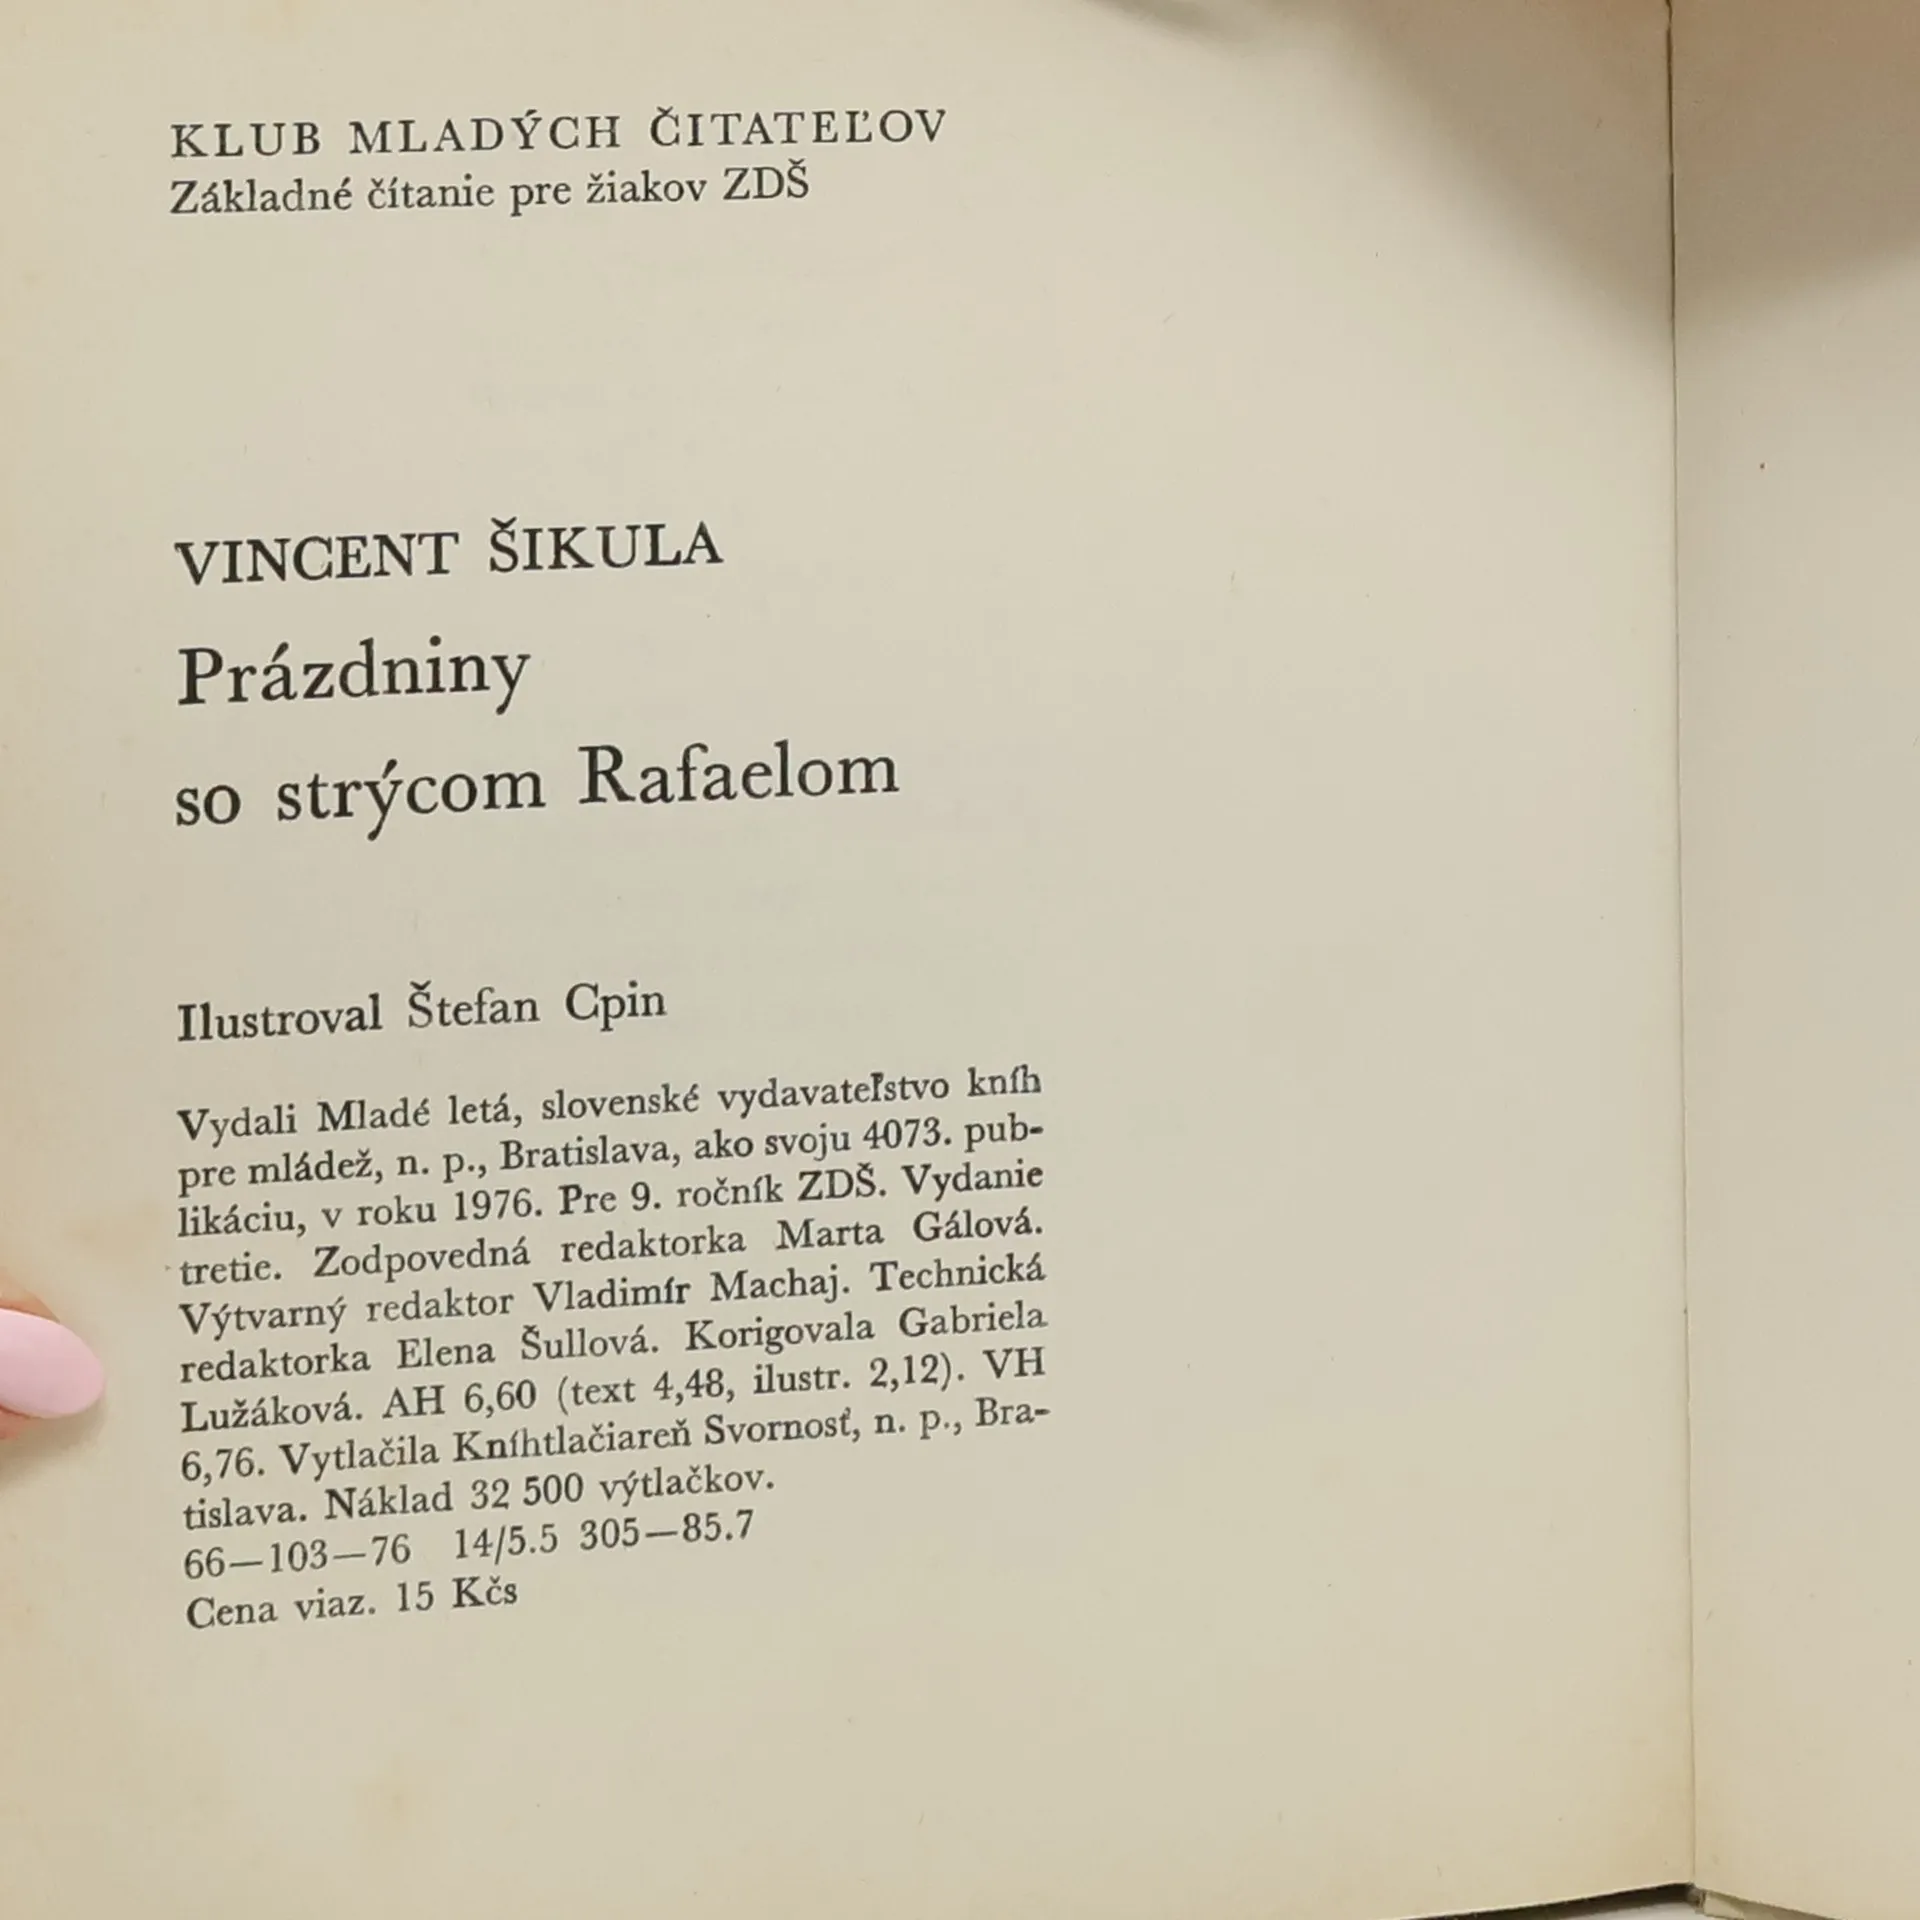 KLUB MLADÝCH ČITATEĽOV
Základné čítanie pre žiakov ZDŠ
VINCENT ŠIKULA
Prázdniny
so strýcom Rafaelom
Ilustroval Štefan Cpin
Vydali Mladé letá, slovenské vydavateľstvo kníh
pre mládež, n. p., Bratislava, ako svoju 4073. pub-
likáciu, v roku 1976. Pre 9. ročník ZDŠ. Vydanie
tretie. Zodpovedná redaktorka Marta Gálová.
Výtvarný redaktor Vladimír Machaj. Technická
redaktorka Elena Šullová. Korigovala Gabriela
Lužáková. AH 6,60 (text 4,48, ilustr. 2,12). VH
6,76. Vytlačila Kníhtlačiareň Svornosť, n. p., Bra-
tislava. Náklad 32 500 výtlačkov.
66—103—76 14/5.5 305—85.7
Cena viaz. 15 Kčs